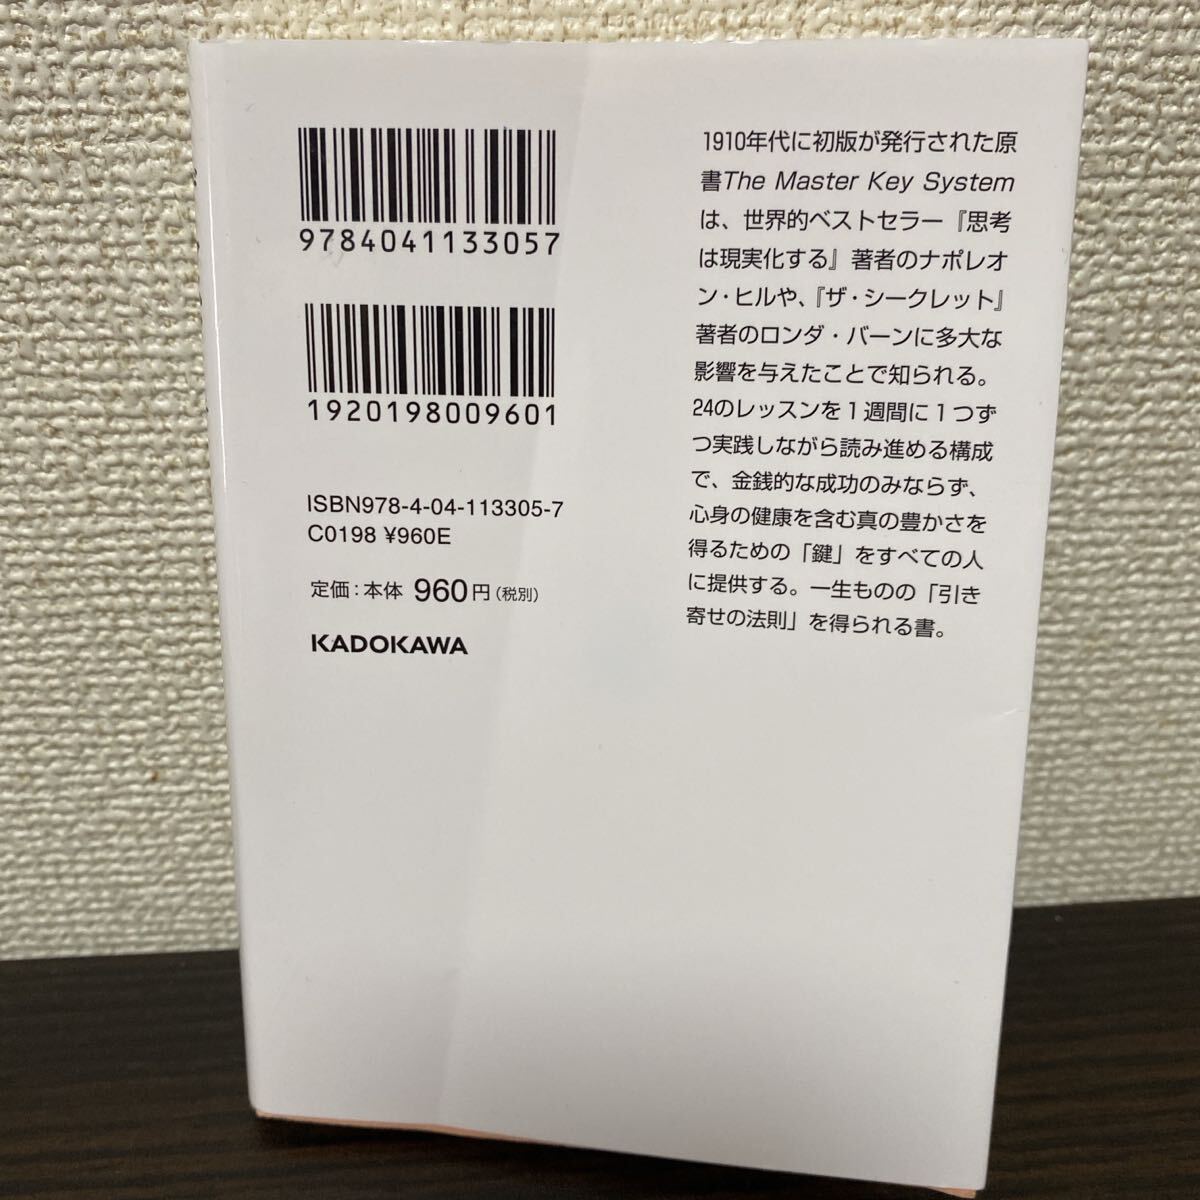 9784041133057
1920198009601
ISBN978-4-04-113305-7
C0198 ¥960E
定価：本体 960円（税別）
KADOKAWA
1910年代に初版が発行された原
書The Master Key System
は、世界的ベストセラー『思考
は現実化する』著者のナポレオ
ン・ヒルや、『ザ・シークレット』
著者のロンダ・バーンに多大な
影響を与えたことで知られる。
24のレッスンを１週間に１つず
つ実践しながら読み進める構成
で、金銭的な成功のみならず、
心身の健康を含む真の豊かさを
得るための「鍵」をすべての人
に提供する。一生ものの「引き
寄せの法則」を得られる書。